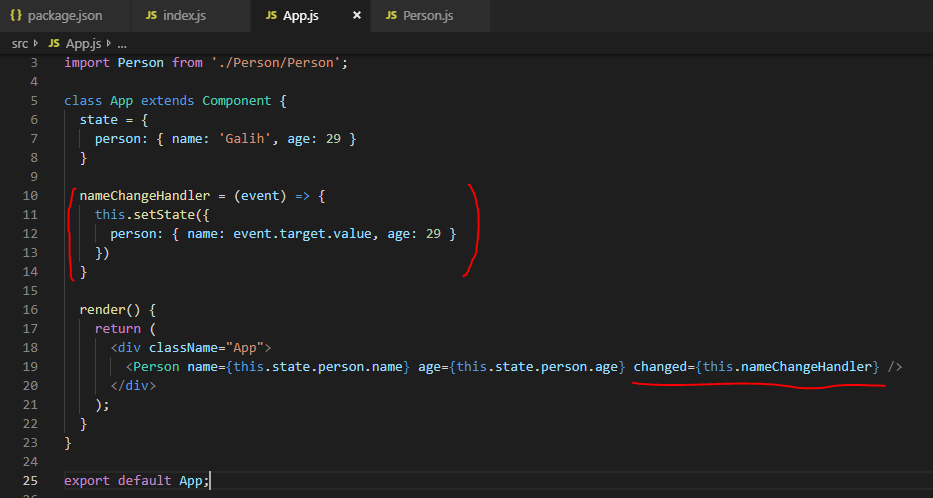 {} package.json JS index.js JS App.js × JS Person.js
src JS App.js ...
3 import Person from './Person/Person';
4
5 class App extends Component {
6 state = {
7 person: { name: 'Galih', age: 29 }
8 }
9
10 nameChangeHandler = (event) => {
11 this.setState({
12 person: { name: event.target.value, age: 29 }
13 })
14 }
15
16 render() {
17 return (
18 <div className="App">
19 <Person name={this.state.person.name} age={this.state.person.age} changed={this.nameChangeHandler} />
20 </div>
21 );
22 }
23 }
24
25 export default App;
26